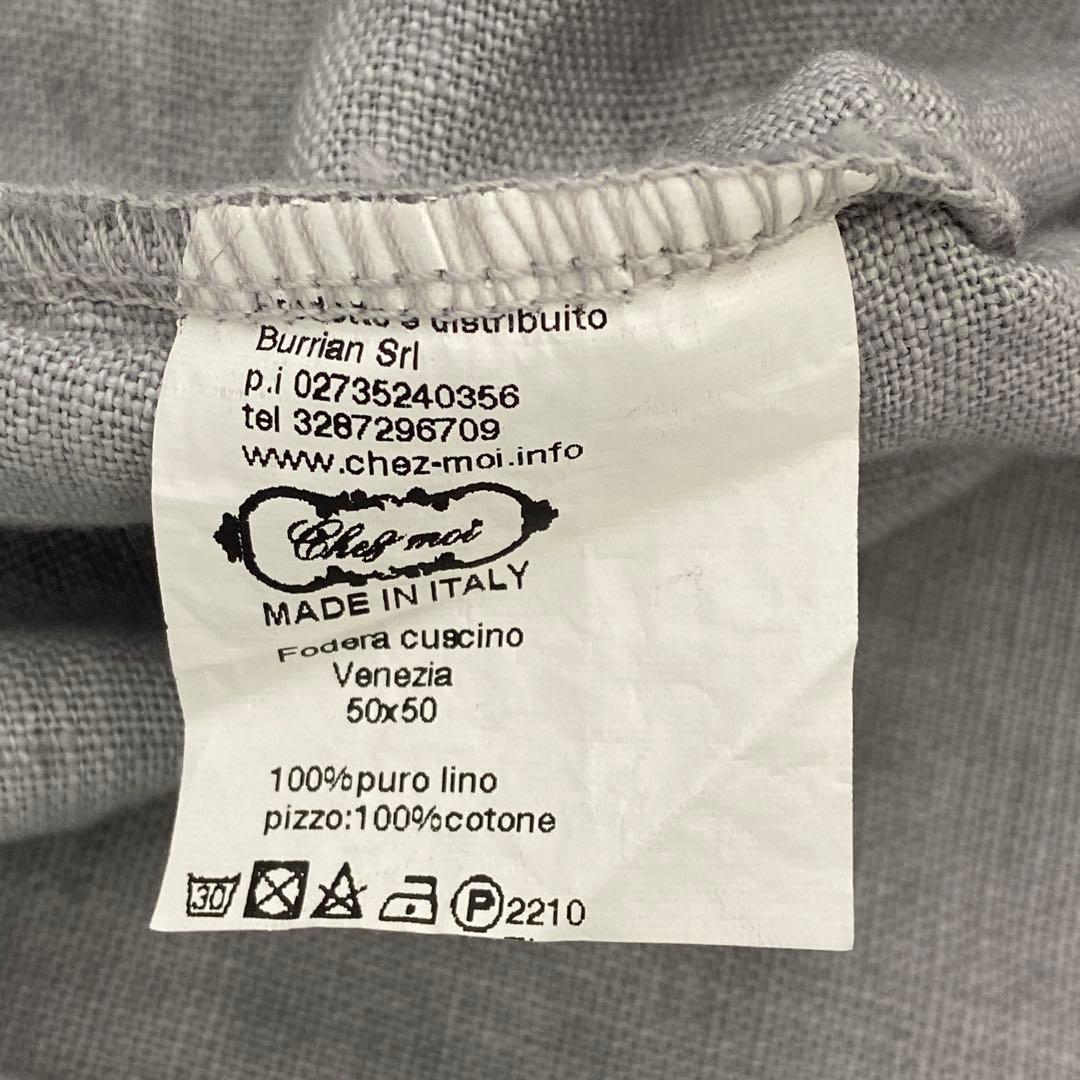 Prodotto e distribuito
Burrian Srl
p.i 02735240356
tel 3287296709
www.chez-moi.info
Chez moi
MADE IN ITALY
Fodera cuscino
Venezia
50x50
100%puro lino
pizzo:100%cotone
30 P 2210